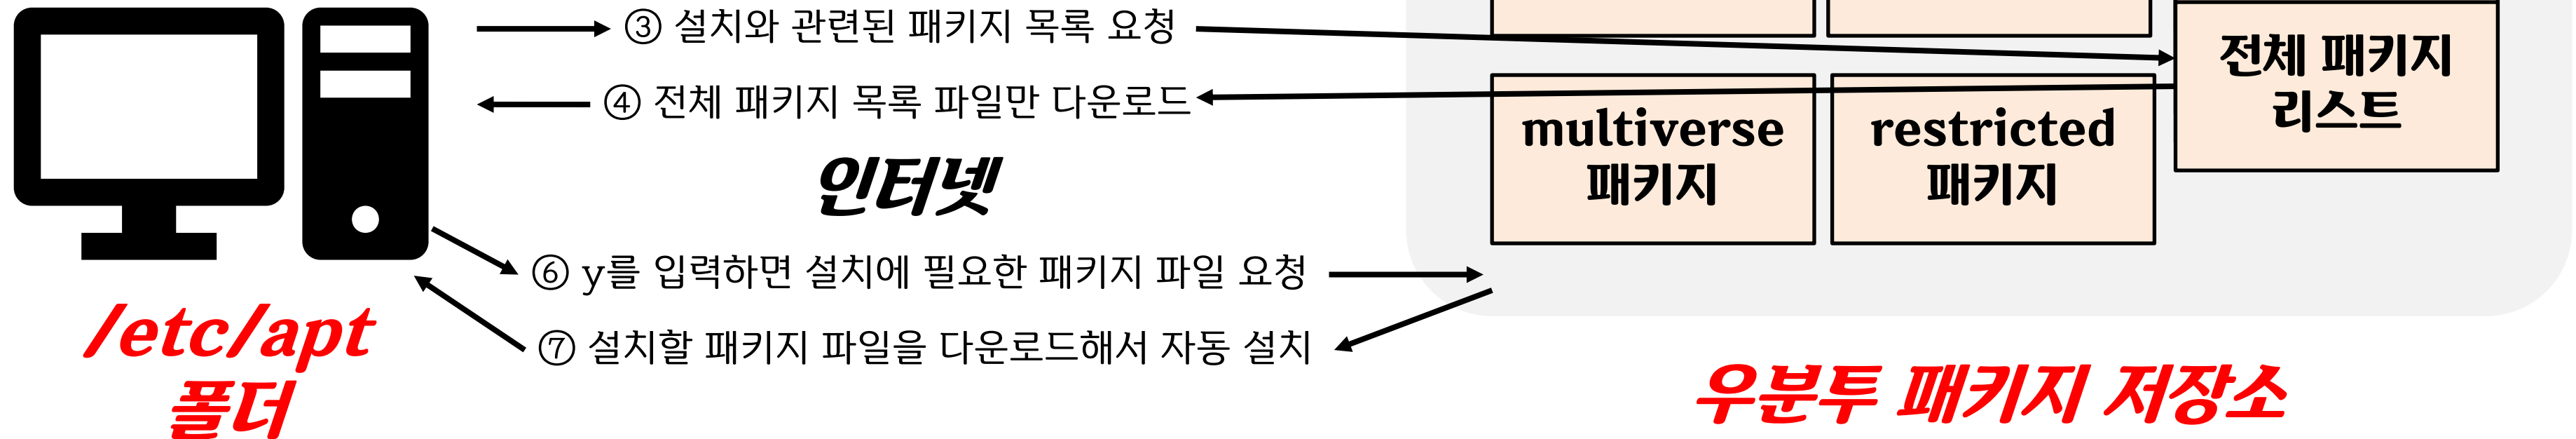 ③ 설치와 관련된 패키지 목록 요청
④ 전체 패키지 목록 파일만 다운로드
인터넷
⑥ y를 입력하면 설치에 필요한 패키지 파일 요청
⑦ 설치할 패키지 파일을 다운로드해서 자동 설치
/etc/apt
폴더
전체 패키지
리스트
multiverse
패키지
restricted
패키지
우분투 패키지 저장소